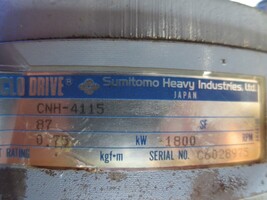 CLO DRIVE® Sumitomo Heavy Industries, Ltd.
JAPAN
CNH-4115
87 SF
0.75 kW 1800 RPM
T RATING kgf•m SERIAL NO.